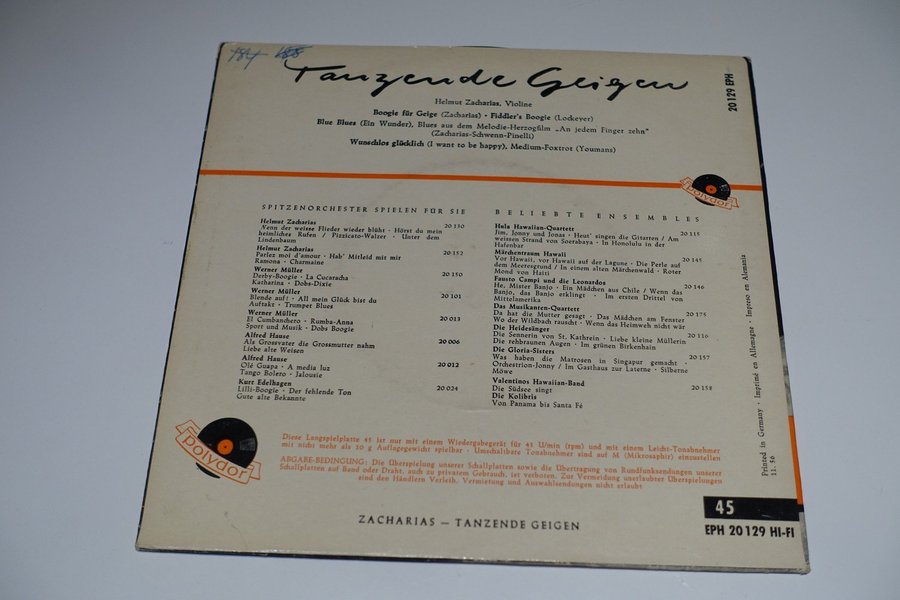 184 188
Tanzende Geigen
20 129 EPH
Helmut Zacharias, Violine
Boogie für Geige (Zacharias) · Fiddler's Boogie (Lockeyer)
Blue Blues (Ein Wunder), Blues aus dem Melodie-Herzogfilm „An jedem Finger zehn"
(Zacharias-Schwenn-Pinelli)
Wunschlos glücklich (I want to be happy), Medium-Foxtrot (Youmans)
polydor
SPITZENORCHESTER SPIELEN FÜR SIE
Helmut Zacharias 20 130
Wenn der weisse Flieder wieder blüht · Hörst du mein
heimliches Rufen / Pizzicato-Walzer · Unter dem
Lindenbaum
Helmut Zacharias 20 152
Parlez moi d'amour · Hab' Mitleid mit mir
Ramona · Charmaine
Werner Müller 20 150
Derby-Boogie · La Cucaracha
Katharina · Dobs-Dixie
Werner Müller 20 101
Blende auf! · All mein Glück bist du
Auftakt · Trumpet Blues
Werner Müller 20 013
El Cumbanchero · Rumba-Anna
Sport und Musik · Dobs Boogie
Alfred Hause 20 006
Als Grossvater die Grossmutter nahm
Liebe alte Weisen
Alfred Hause 20 012
Olé Guapa · A media luz
Tango Bolero · Jalousie
Kurt Edelhagen 20 024
Lilli-Boogie · Der fehlende Ton
Gute alte Bekannte
BELIEBTE ENSEMBLES
Hula Hawaiian-Quartett 20 115
Jim, Jonny und Jonas · Heut' singen die Gitarren / Am
weissen Strand von Soerabaya · In Honolulu in der
Hafenbar
Märchentraum Hawaii 20 145
Vor Hawaii, vor Hawaii auf der Lagune · Die Perle auf
dem Meeresgrund / In einem alten Märchenwald · Roter
Mond von Haiti
Fausto Campi und die Leonardos 20 146
He, Mister Banjo · Ein Mädchen aus Chile / Wenn das
Banjo, das Banjo erklingt · Im ersten Drittel von
Mittelamerika
Das Musikanten-Quartett 20 175
Da hat die Mutter gesagt · Das Mädchen am Fenster
Wo der Wildbach rauscht · Wenn das Heimweh nicht wär
Die Heidesänger 20 116
Die Sennerin von St. Kathrein · Liebe kleine Müllerin
Die rehbraunen Augen · Im grünen Birkenhain
Die Gloria-Sisters 20 157
Was haben die Matrosen in Singapur gemacht ·
Orchestrion-Jonny / Im Gasthaus zur Laterne · Silberne
Möwe
Valentinos Hawaiian-Band 20 158
Die Südsee singt
Die Kolibris
Von Panama bis Santa Fé
Printed in Germany · Imprimé en Allemagne · Impreso en Alemania
11. 56
polydor
Diese Langspielplatte 45 ist nur mit einem Wiedergabegerät für 45 U/min (rpm) und mit einem Leicht-Tonabnehmer
mit nicht mehr als 10 g Auflagegewicht spielbar · Umschaltbare Tonabnehmer sind auf M (Mikrosaphir) einzustellen
ABGABE-BEDINGUNG: Die Überspielung unserer Schallplatten sowie die Übertragung von Rundfunksendungen unserer
Schallplatten auf Band oder Draht, auch zu privatem Gebrauch, ist verboten. Zur Vermeidung unerlaubter Überspielungen
sind den Händlern Verleih, Vermietung und Auswahlsendungen nicht erlaubt
45
EPH 20 129 HI-FI
ZACHARIAS — TANZENDE GEIGEN